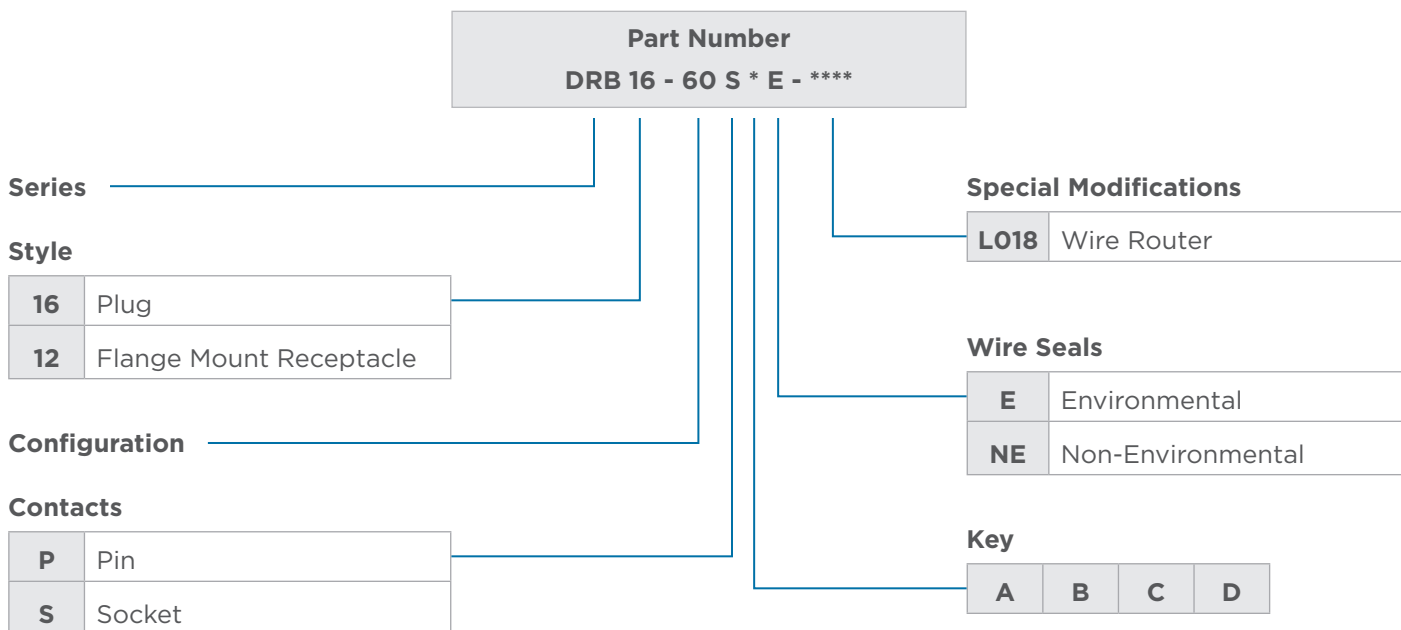 Part Number
DRB 16 - 60 S * E - ****
Series
Style
16 Plug
12 Flange Mount Receptacle
Configuration
Contacts
P Pin
S Socket
Special Modifications
L018 Wire Router
Wire Seals
E Environmental
NE Non-Environmental
Key
A B C D